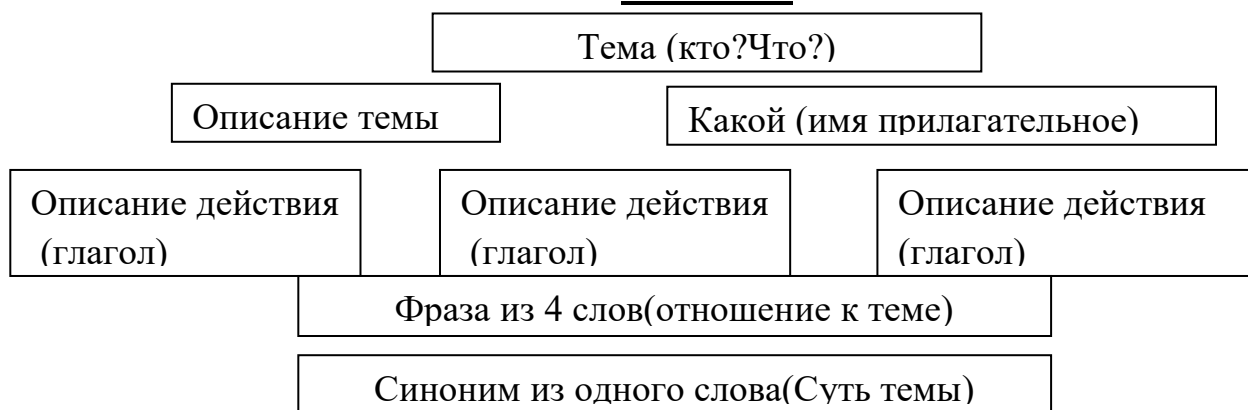 Тема (кто?Что?)
Описание темы
Какой (имя прилагательное)
Описание действия
(глагол)
Описание действия
(глагол)
Описание действия
(глагол)
Фраза из 4 слов(отношение к теме)
Синоним из одного слова(Суть темы)